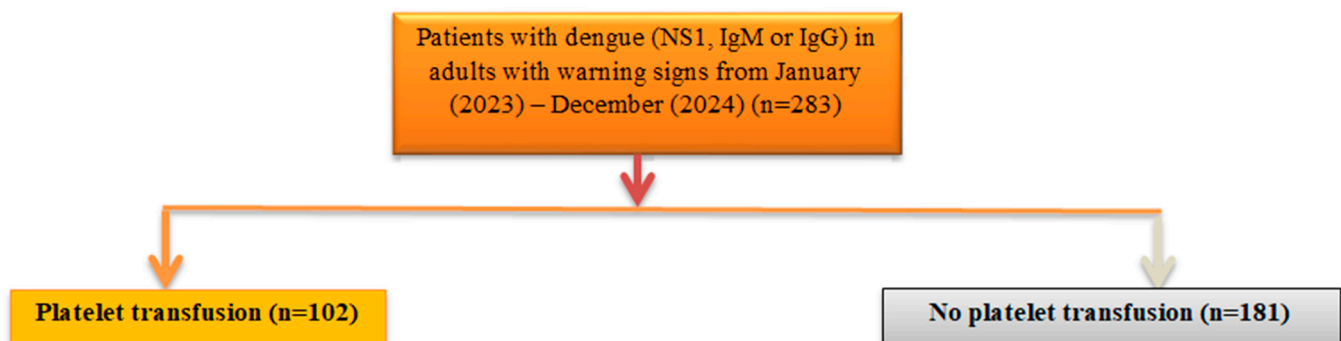 Patients with dengue (NS1, IgM or IgG) in
adults with warning signs from January
(2023) – December (2024) (n=283)
Platelet transfusion (n=102)
No platelet transfusion (n=181)